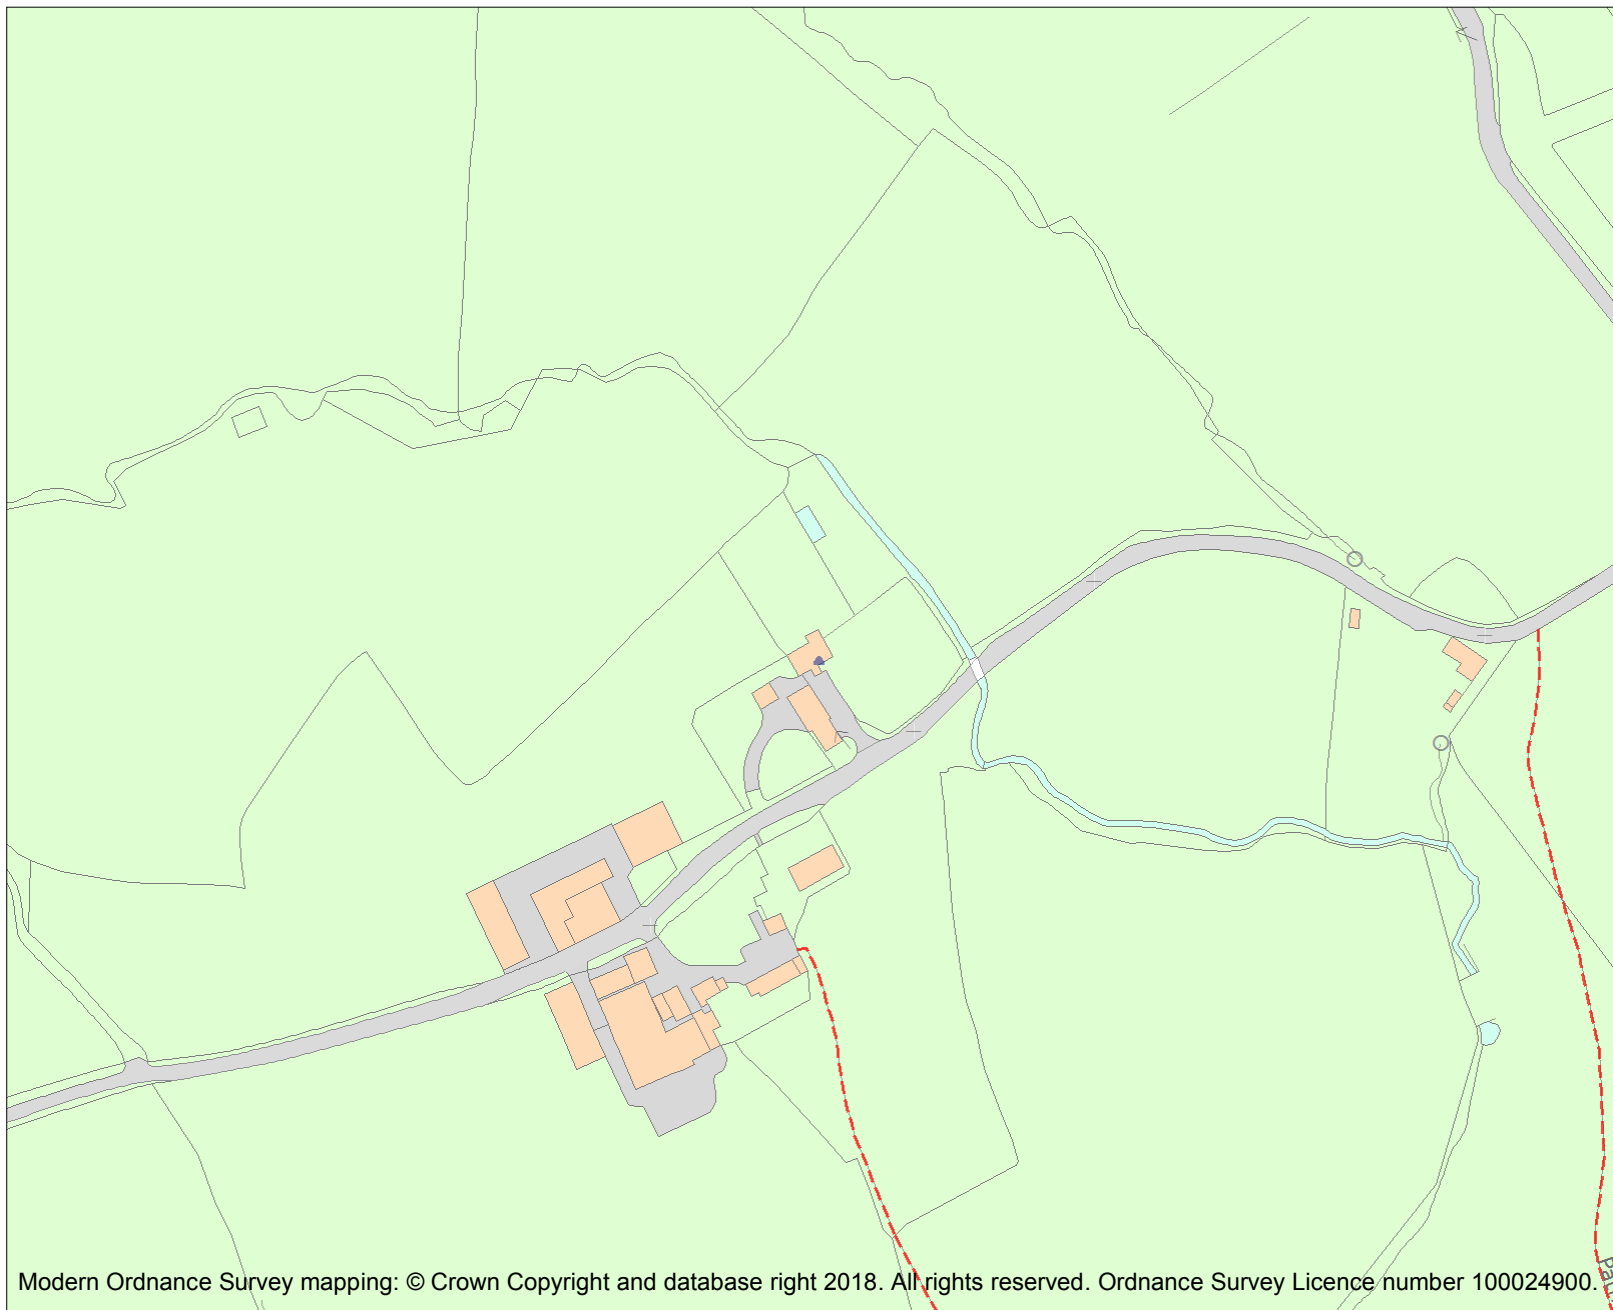 Modern Ordnance Survey mapping: © Crown Copyright and database right 2018. All rights reserved. Ordnance Survey Licence number 100024900.